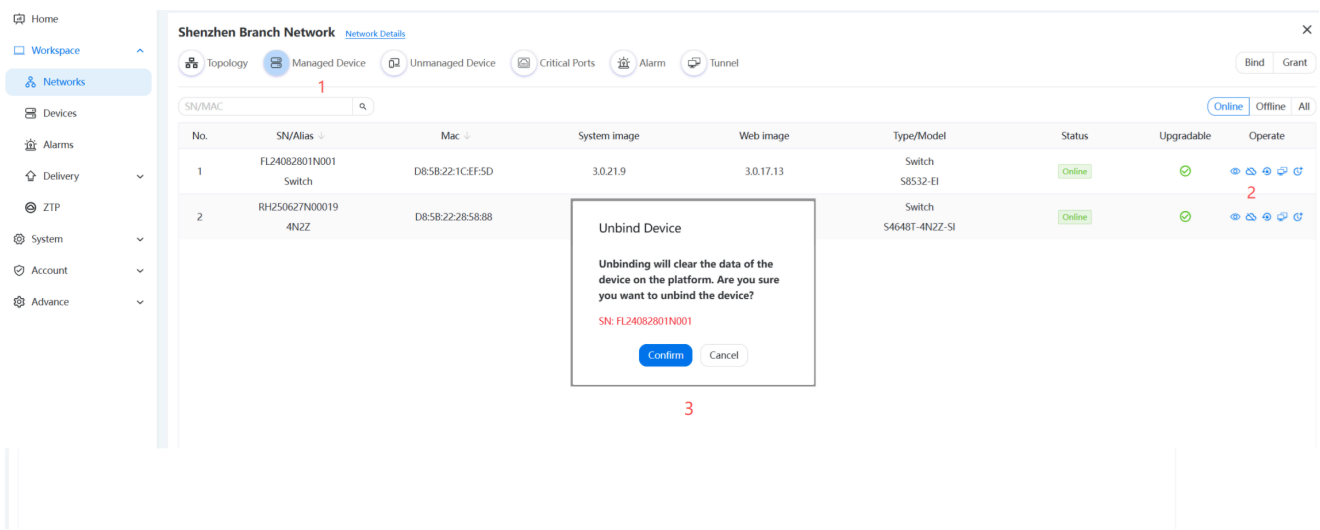 Home
Workspace
Networks
Devices
Alarms
Delivery
ZTP
System
Account
Advance
Shenzhen Branch Network Network Details
Topology Managed Device Unmanaged Device Critical Ports Alarm Tunnel Bind Grant
1
SN/MAC Online Offline All
No. SN/Alias Mac System image Web image Type/Model Status Upgradable Operate
1 FL24082801N001 Switch D8:5B:22:1C:EF:5D 3.0.21.9 3.0.17.13 Switch S8532-EI Online
2
2 RH250627N00019 4N2Z D8:5B:22:28:58:88 Switch S4648T-4N2Z-SI Online
Unbind Device
Unbinding will clear the data of the
device on the platform. Are you sure
you want to unbind the device?
SN: FL24082801N001
Confirm Cancel
3